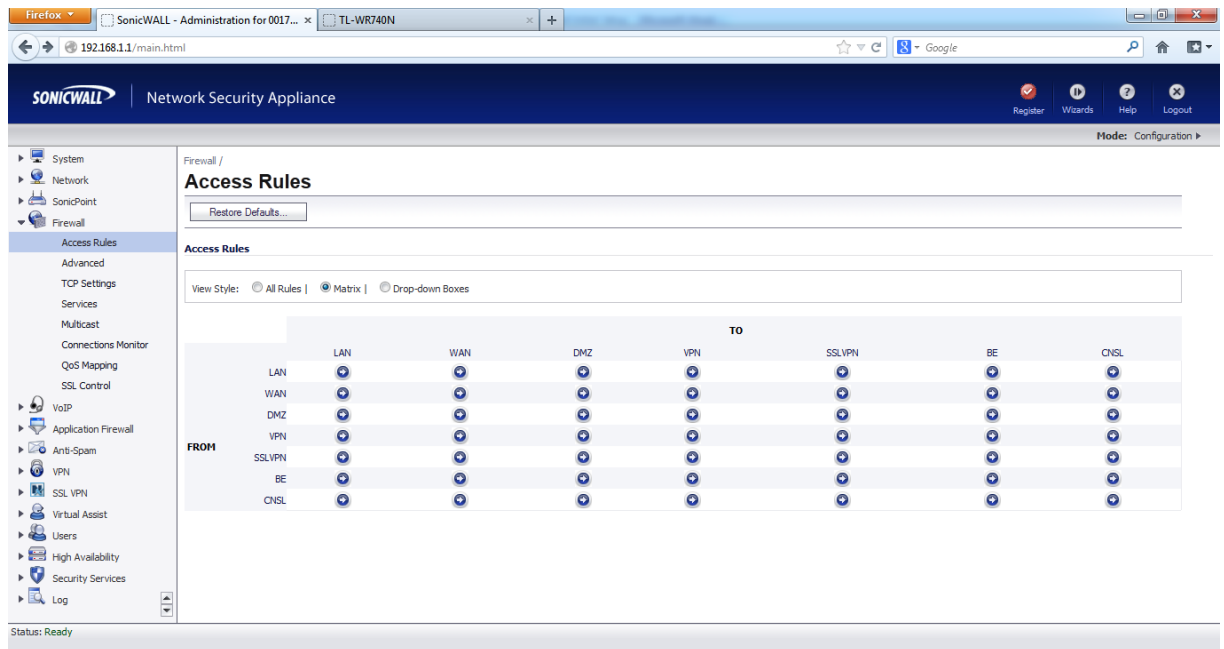 Firefox
SonicWALL - Administration for 0017...
TL-WR740N
192.168.1.1/main.html
Google
SONICWALL
Network Security Appliance
Register
Wizards
Help
Logout
Mode: Configuration
System
Network
SonicPoint
Firewall
Access Rules
Advanced
TCP Settings
Services
Multicast
Connections Monitor
QoS Mapping
SSL Control
VoIP
Application Firewall
Anti-Spam
VPN
SSL VPN
Virtual Assist
Users
High Availability
Security Services
Log
Firewall /
Access Rules
Restore Defaults...
Access Rules
View Style: All Rules | Matrix | Drop-down Boxes
TO
LAN WAN DMZ VPN SSLVPN BE CNSL
LAN
WAN
DMZ
VPN
FROM
SSLVPN
BE
CNSL
Status: Ready